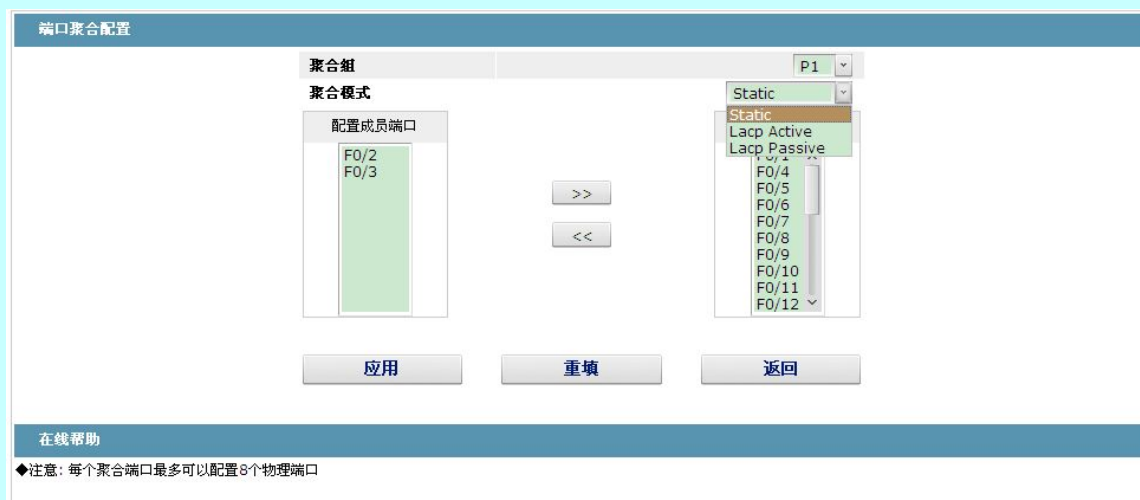 端口聚合配置
聚合组 P1
聚合模式 Static
Static
Lacp Active
Lacp Passive
配置成员端口
F0/2
F0/3
>>
<<
F0/1
F0/4
F0/5
F0/6
F0/7
F0/8
F0/9
F0/10
F0/11
F0/12
应用 重填 返回
在线帮助
◆注意: 每个聚合端口最多可以配置8个物理端口